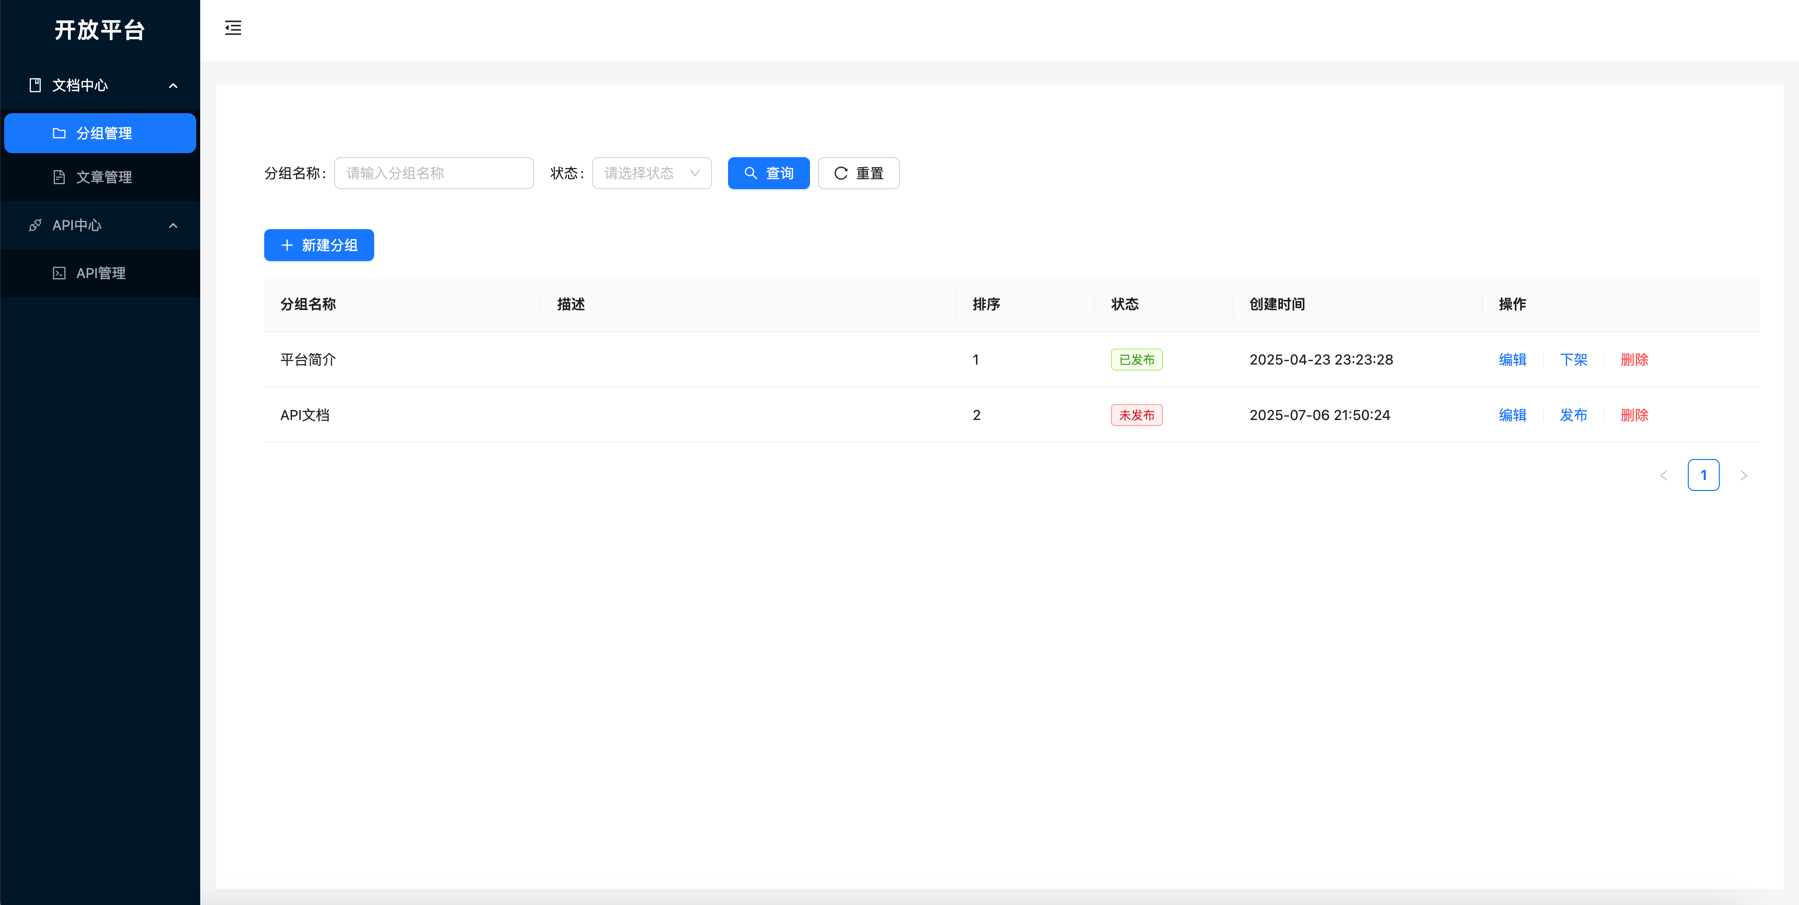 开放平台
文档中心
分组管理
文章管理
API中心
API管理
分组名称: 请输入分组名称 状态: 请选择状态 查询 重置
新建分组
分组名称 描述 排序 状态 创建时间 操作
平台简介 1 已发布 2025-04-23 23:23:28 编辑 下架 删除
API文档 2 未发布 2025-07-06 21:50:24 编辑 发布 删除
1